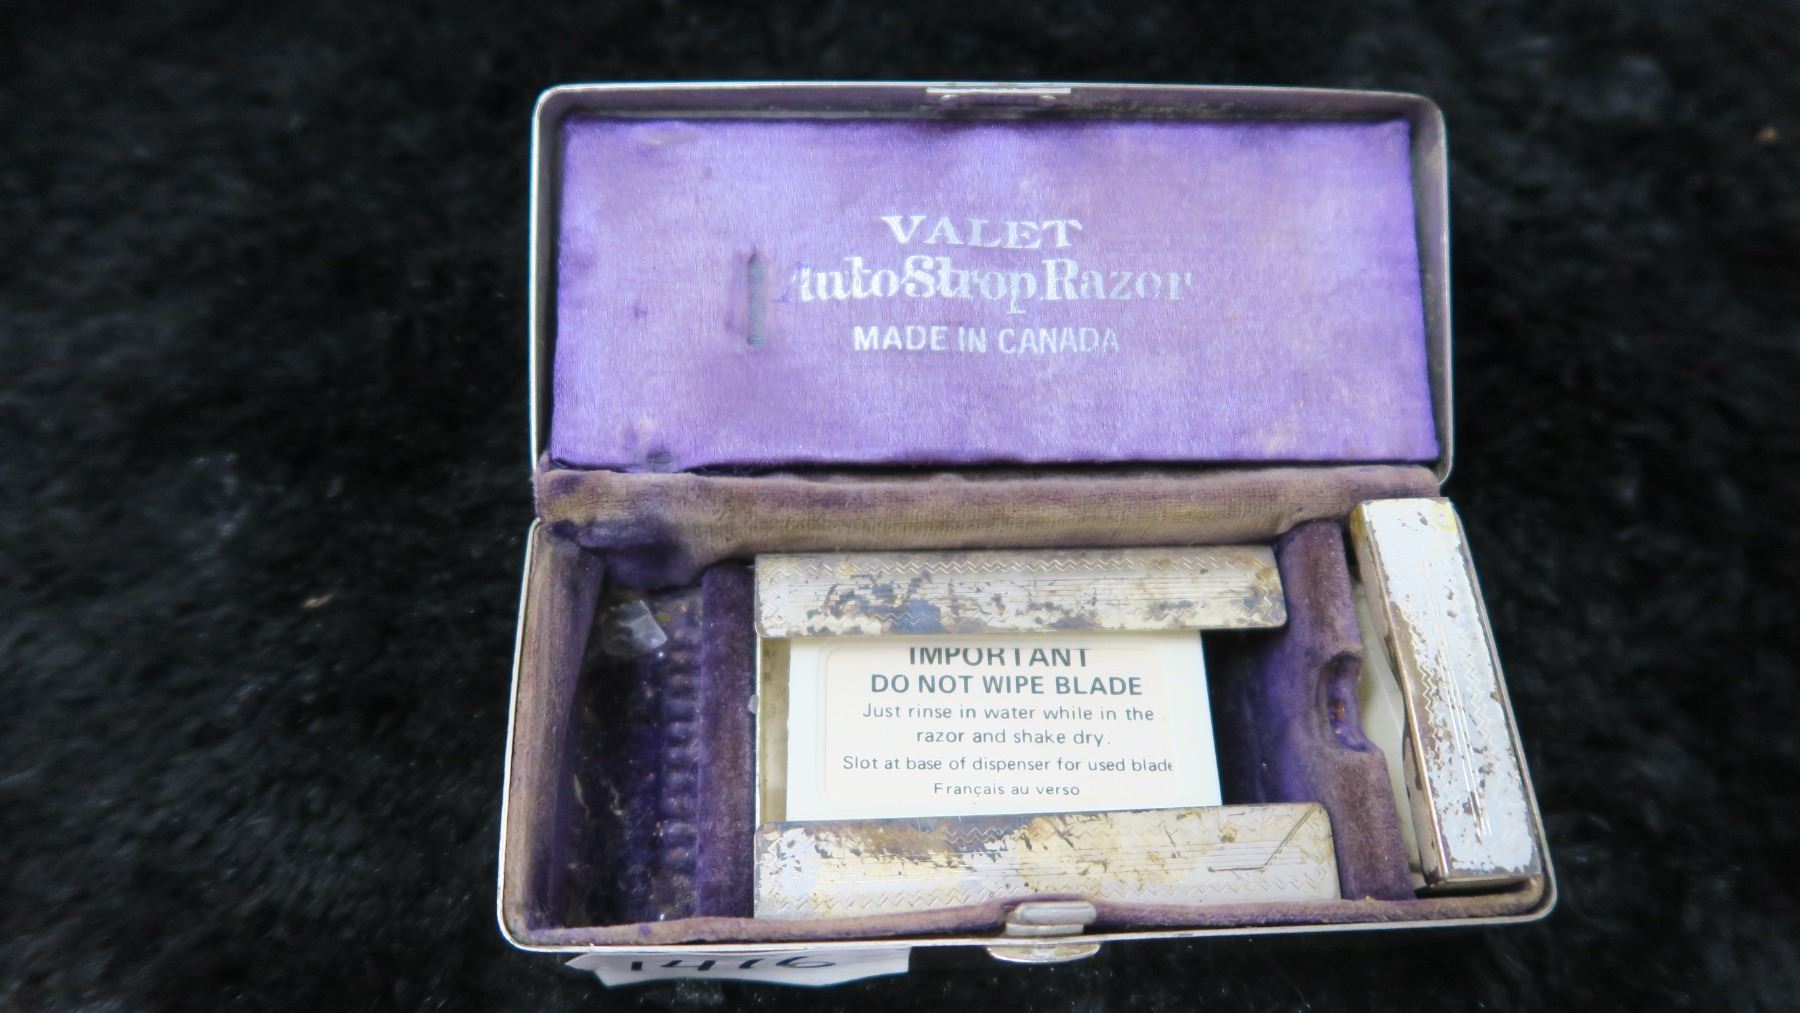 VALET
AutoStrop Razor
MADE IN CANADA
IMPORTANT
DO NOT WIPE BLADE
Just rinse in water while in the
razor and shake dry.
Slot at base of dispenser for used blade
Français au verso
1416